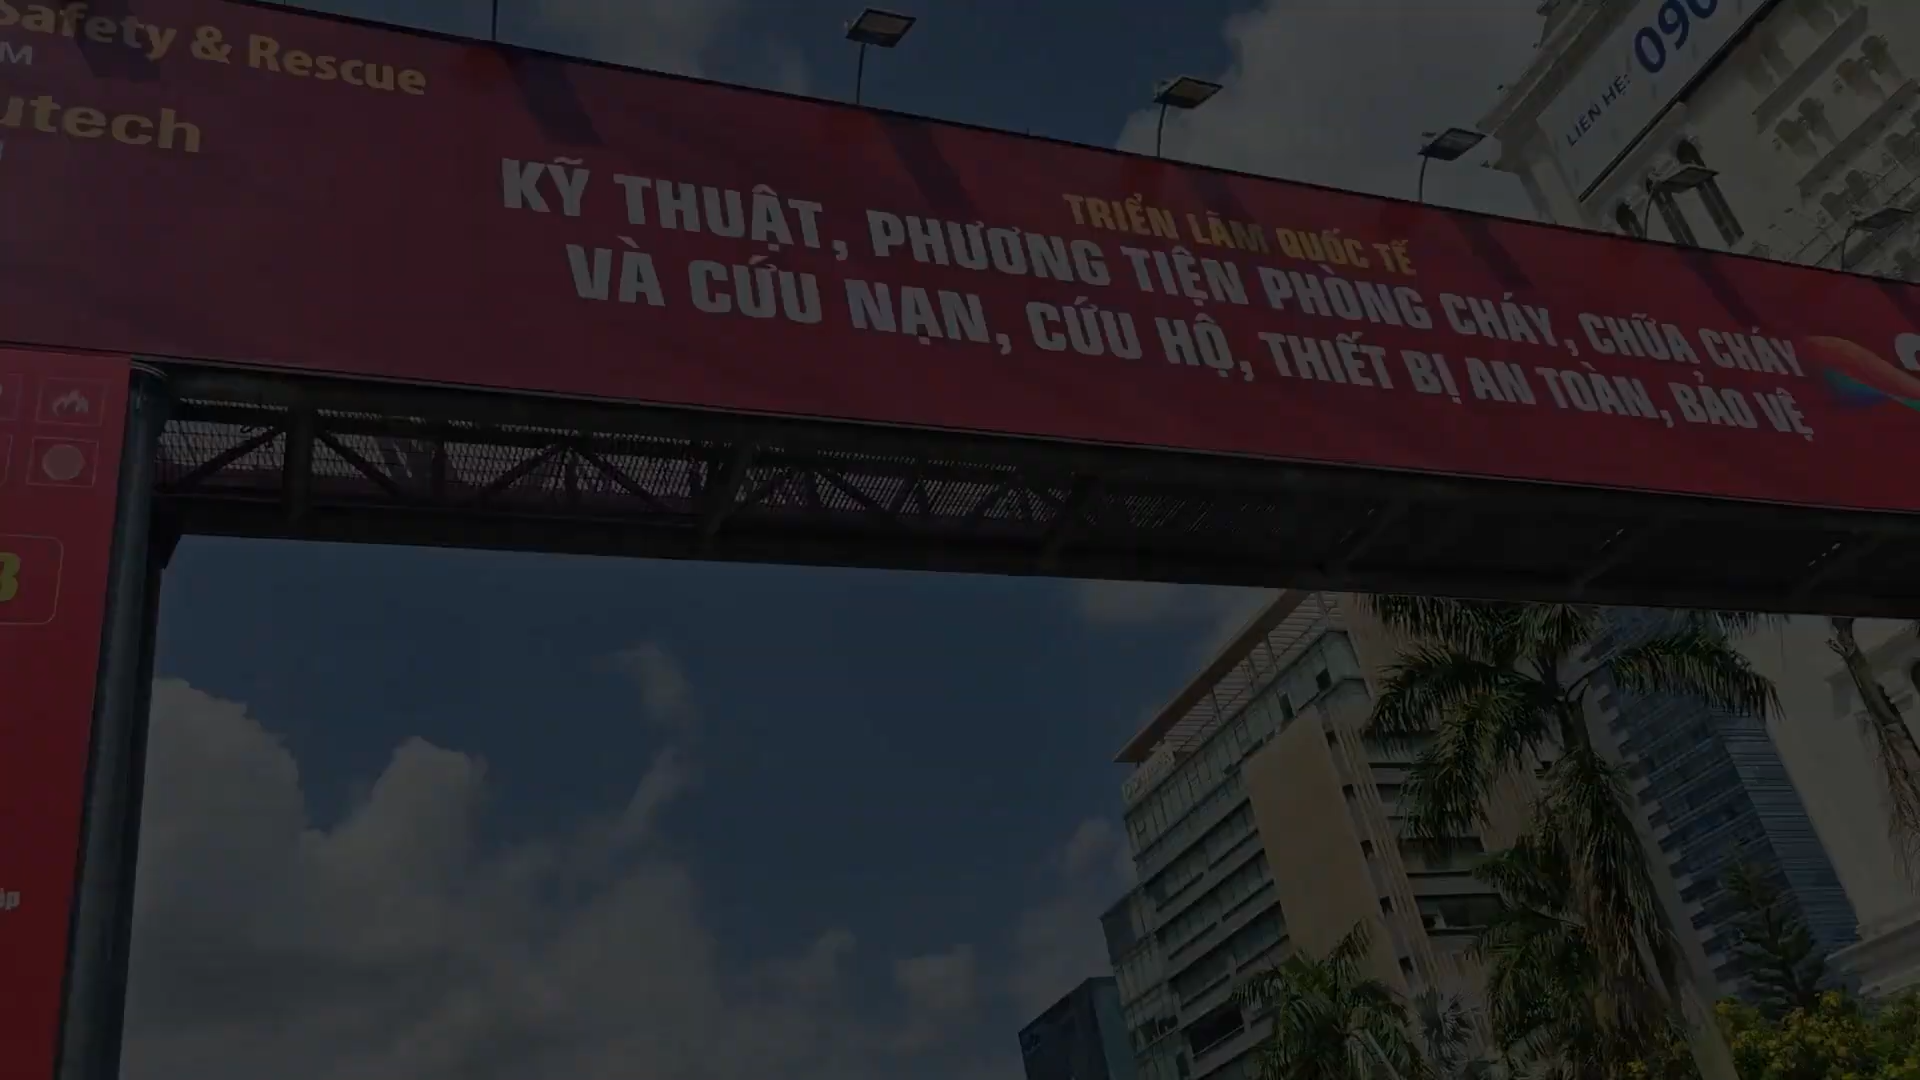 Safety & Rescue
utech
TRIỂN LÃM QUỐC TẾ
KỸ THUẬT, PHƯƠNG TIỆN PHÒNG CHÁY, CHỮA CHÁY
VÀ CỨU NẠN, CỨU HỘ, THIẾT BỊ AN TOÀN, BẢO VỆ
LIÊN HỆ: 090